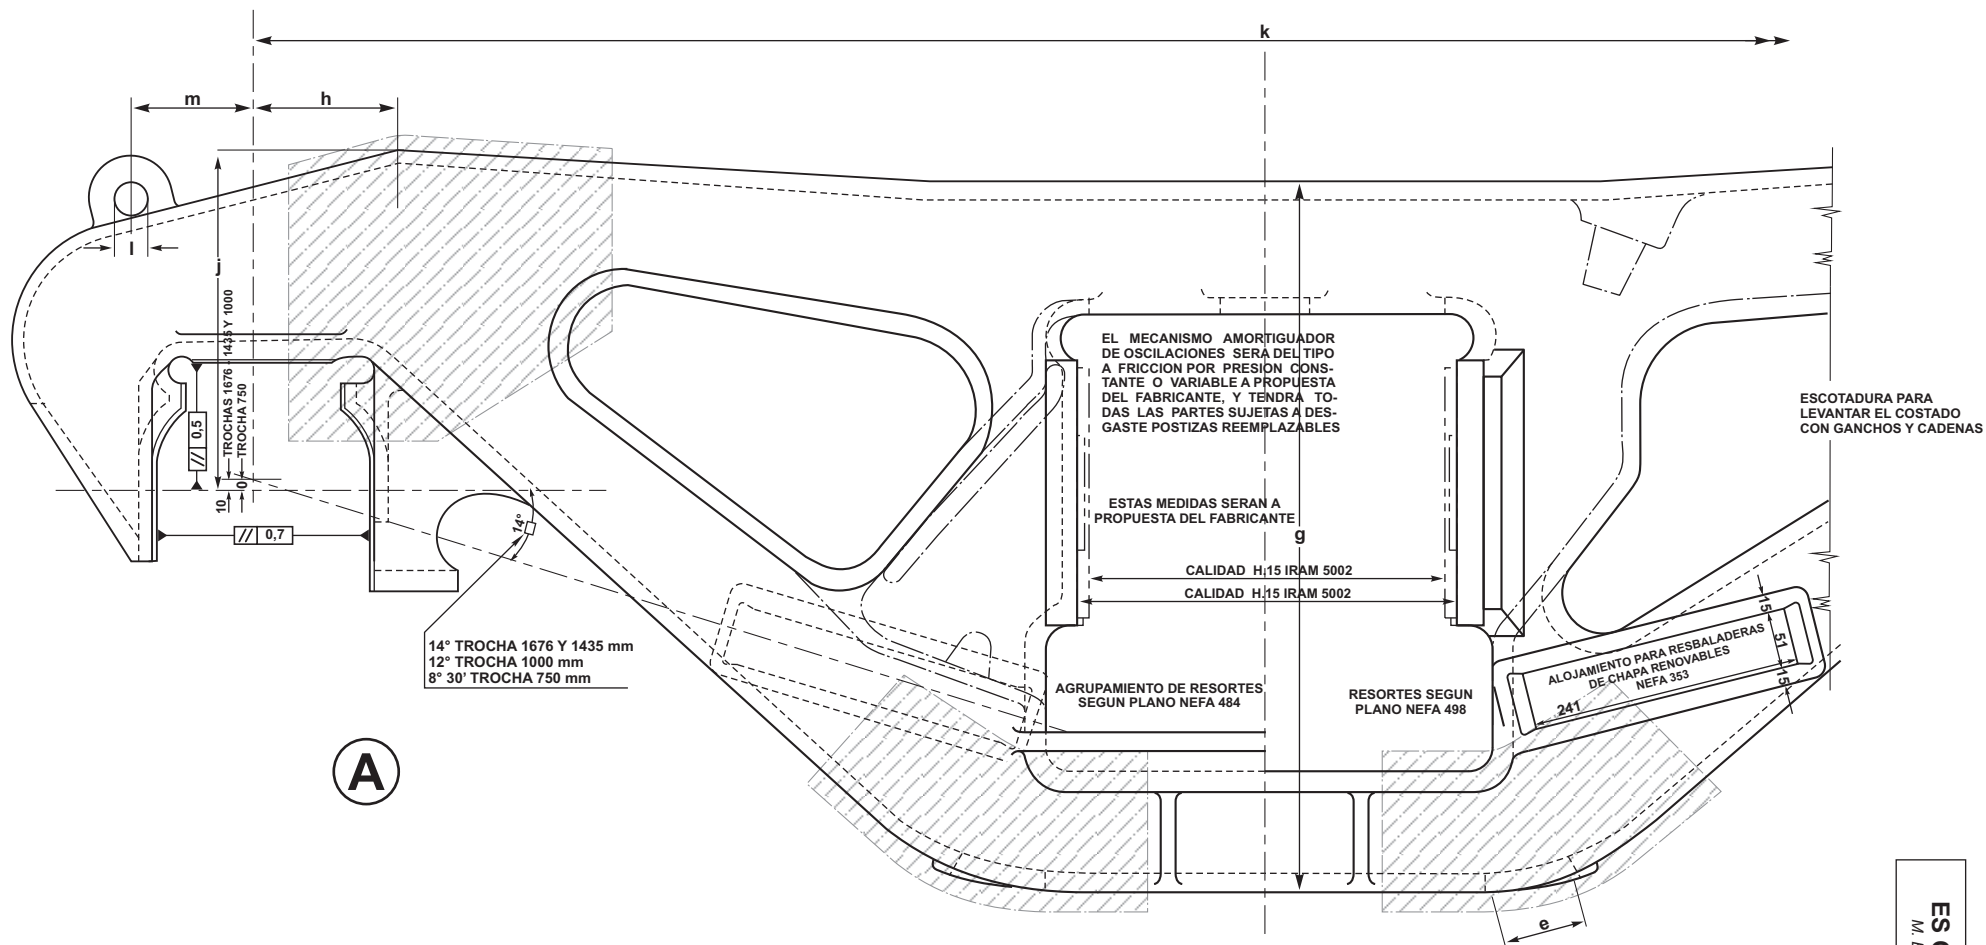 k
m
h
l
j
TROCHAS 1676 - 1435 Y 1000
TROCHA 750
// 0,5
10
0
// 0,7
14°
14° TROCHA 1676 Y 1435 mm
12° TROCHA 1000 mm
8° 30' TROCHA 750 mm
A
EL MECANISMO AMORTIGUADOR
DE OSCILACIONES SERA DEL TIPO
A FRICCION POR PRESION CONS-
TANTE O VARIABLE A PROPUESTA
DEL FABRICANTE, Y TENDRA TO-
DAS LAS PARTES SUJETAS A DES-
GASTE POSTIZAS REEMPLAZABLES
ESTAS MEDIDAS SERAN A
PROPUESTA DEL FABRICANTE
g
CALIDAD H.15 IRAM 5002
CALIDAD H.15 IRAM 5002
AGRUPAMIENTO DE RESORTES
SEGUN PLANO NEFA 484
RESORTES SEGUN
PLANO NEFA 498
ESCOTADURA PARA
LEVANTAR EL COSTADO
CON GANCHOS Y CADENAS
ALOJAMIENTO PARA RESBALADERAS
DE CHAPA RENOVABLES
NEFA 353
15
51
15
241
e
ES
M.